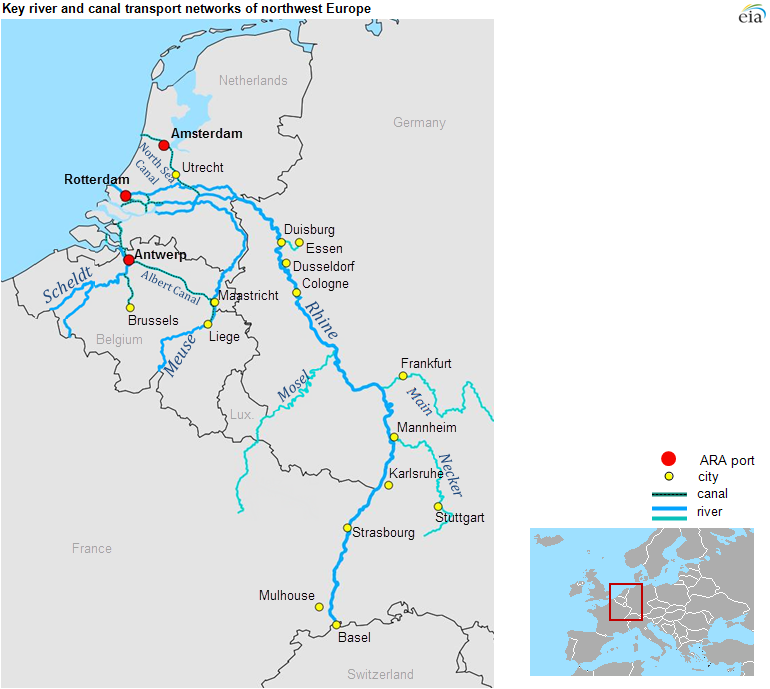 Key river and canal transport networks of northwest Europe
eia
Netherlands
Germany
Amsterdam
North Sea
Canal
Utrecht
Rotterdam
Duisburg
Essen
Antwerp
Dusseldorf
Scheldt
Albert Canal
Cologne
Maastricht
Rhine
Brussels
Belgium
Liege
Meuse
Frankfurt
Mosel
Main
Lux.
Mannheim
Necker
Karlsruhe
Stuttgart
Strasbourg
France
Mulhouse
Basel
Switzerland
ARA port
city
canal
river